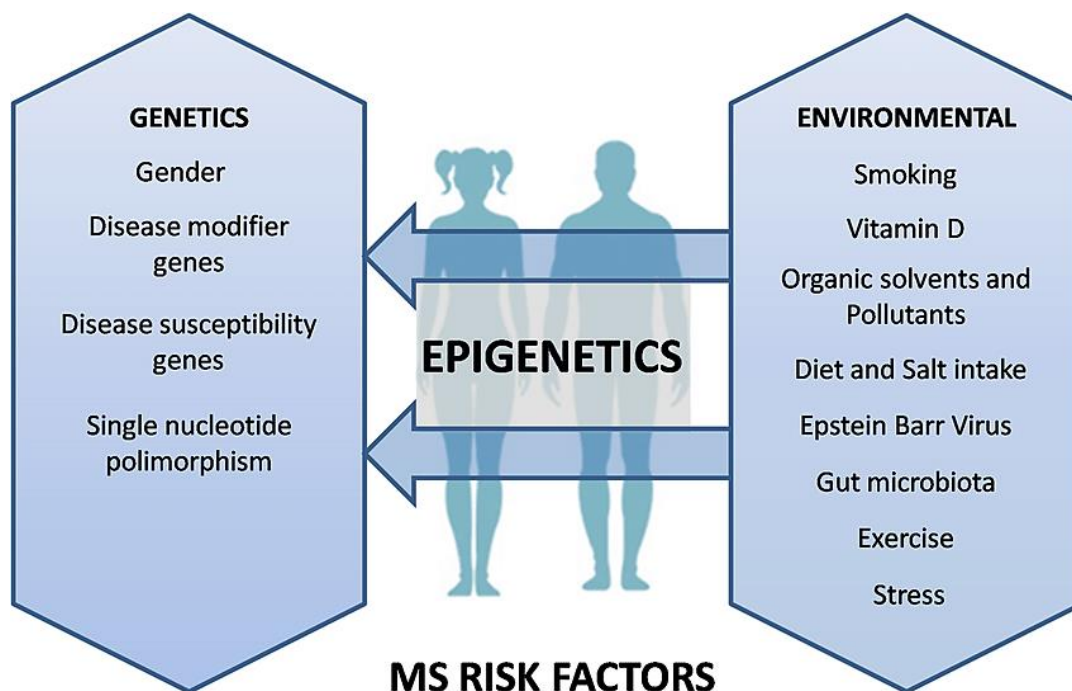 GENETICS
Gender
Disease modifier
genes
Disease susceptibility
genes
Single nucleotide
polimorphism
EPIGENETICS
ENVIRONMENTAL
Smoking
Vitamin D
Organic solvents and
Pollutants
Diet and Salt intake
Epstein Barr Virus
Gut microbiota
Exercise
Stress
MS RISK FACTORS